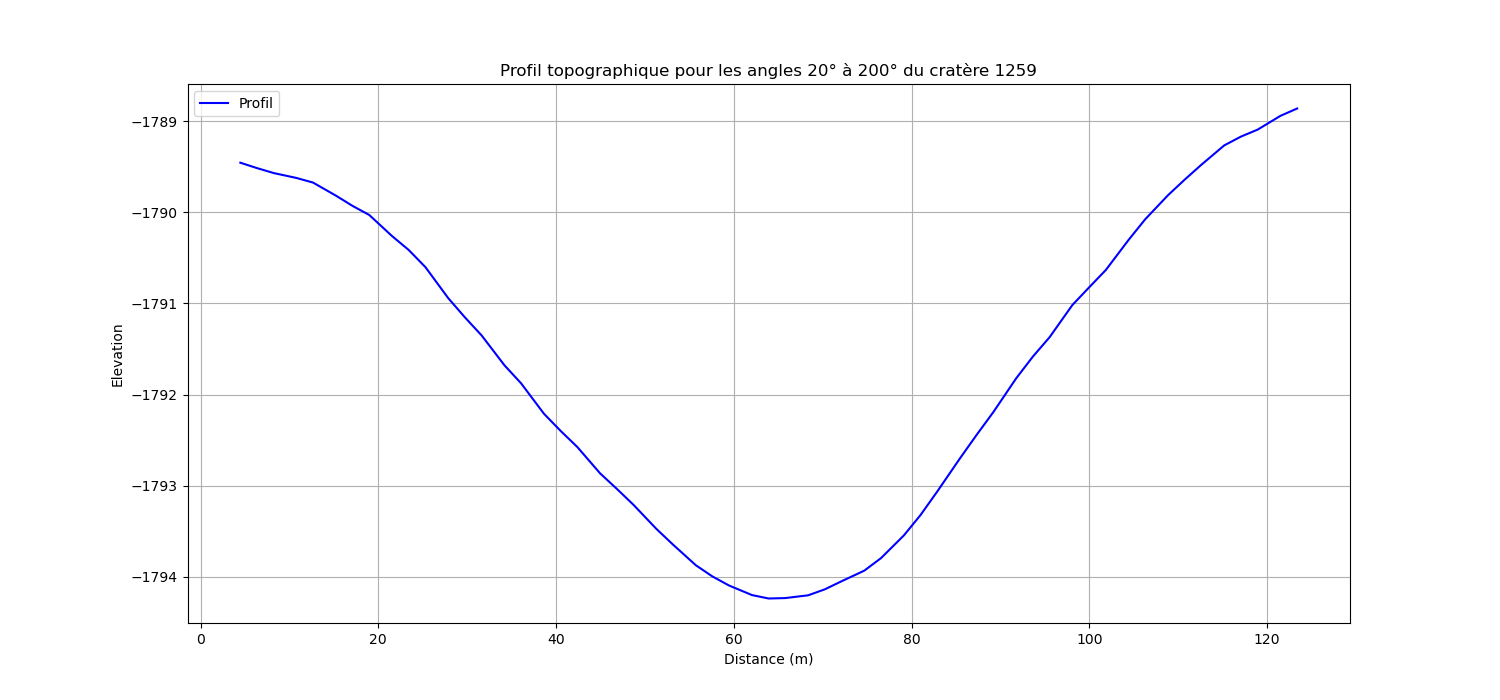 Profil topographique pour les angles 20° à 200° du cratère 1259
Profil
−1789
−1790
−1791
−1792
−1793
−1794
Elevation
0 20 40 60 80 100 120
Distance (m)